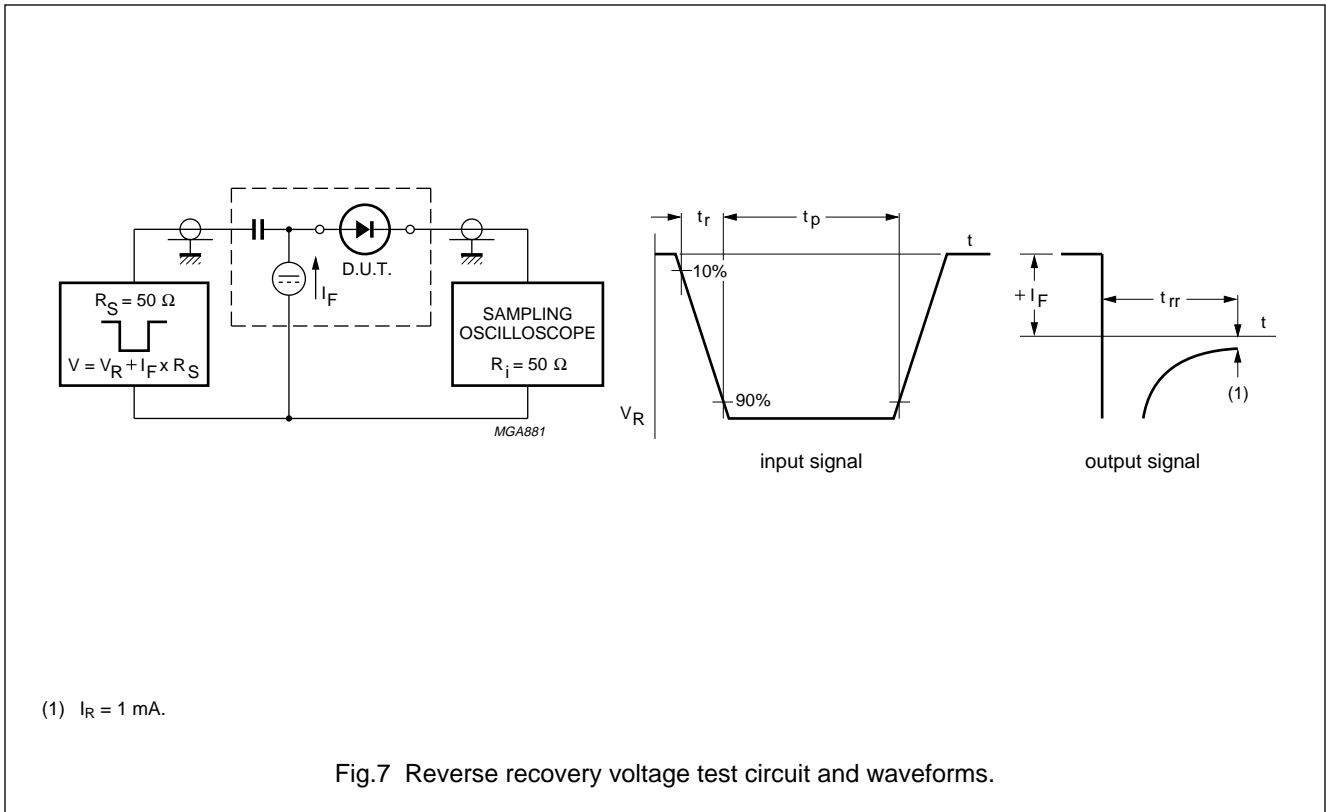 D.U.T.
I_F
R_S = 50 Ω
V = V_R + I_F x R_S
SAMPLING
OSCILLOSCOPE
R_i = 50 Ω
MGA881
t_r
t_p
t
10%
90%
V_R
input signal
+ I_F
t_rr
t
(1)
output signal
(1) I_R = 1 mA.
Fig.7 Reverse recovery voltage test circuit and waveforms.